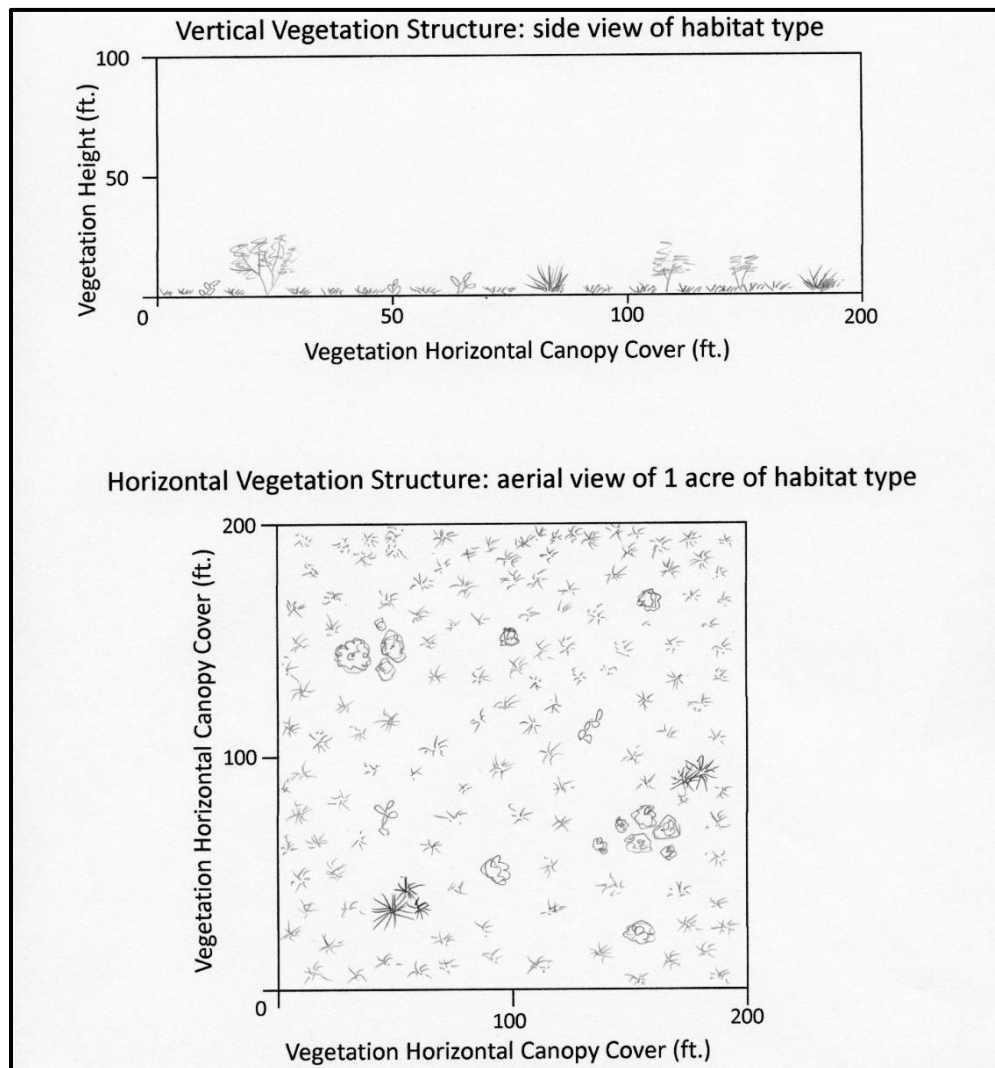 Vertical Vegetation Structure: side view of habitat type
100
50
Vegetation Height (ft.)
0
50
100
200
Vegetation Horizontal Canopy Cover (ft.)
Horizontal Vegetation Structure: aerial view of 1 acre of habitat type
200
100
Vegetation Horizontal Canopy Cover (ft.)
0
100
200
Vegetation Horizontal Canopy Cover (ft.)